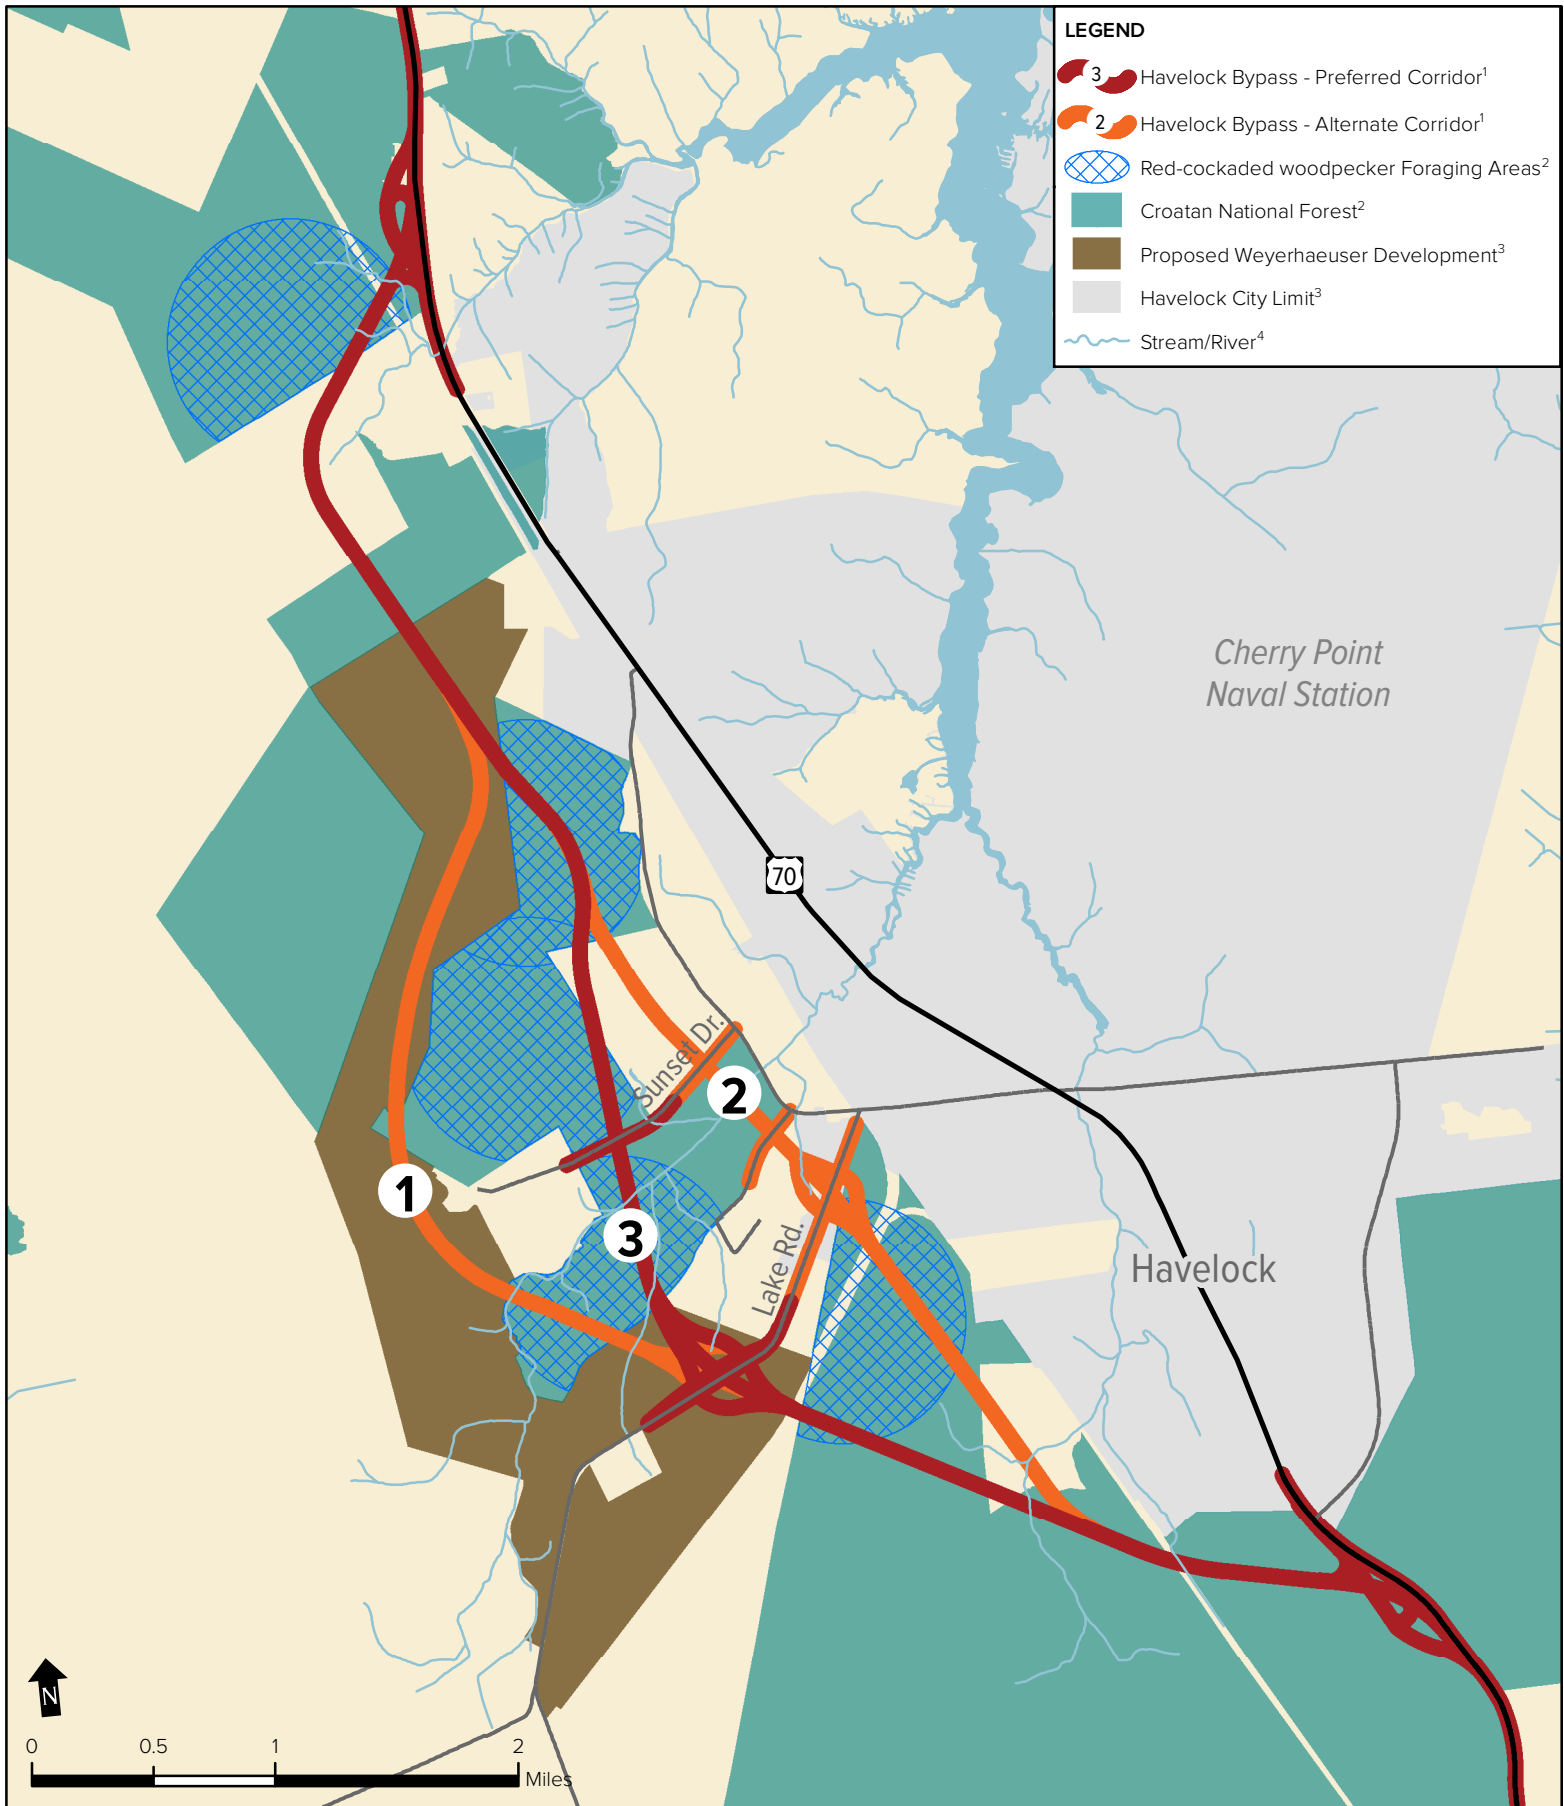 LEGEND
3 Havelock Bypass - Preferred Corridor¹
2 Havelock Bypass - Alternate Corridor¹
Red-cockaded woodpecker Foraging Areas²
Croatan National Forest²
Proposed Weyerhaeuser Development³
Havelock City Limit³
Stream/River⁴
Cherry Point
Naval Station
70
Sunset Dr.
2
1
3
Lake Rd.
Havelock
N
0 0.5 1 2
Miles